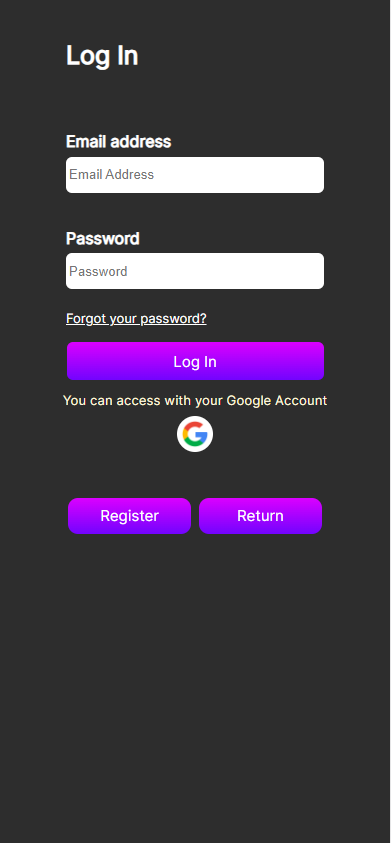 Log In
Email address
Email Address
Password
Password
Forgot your password?
Log In
You can access with your Google Account
Register Return